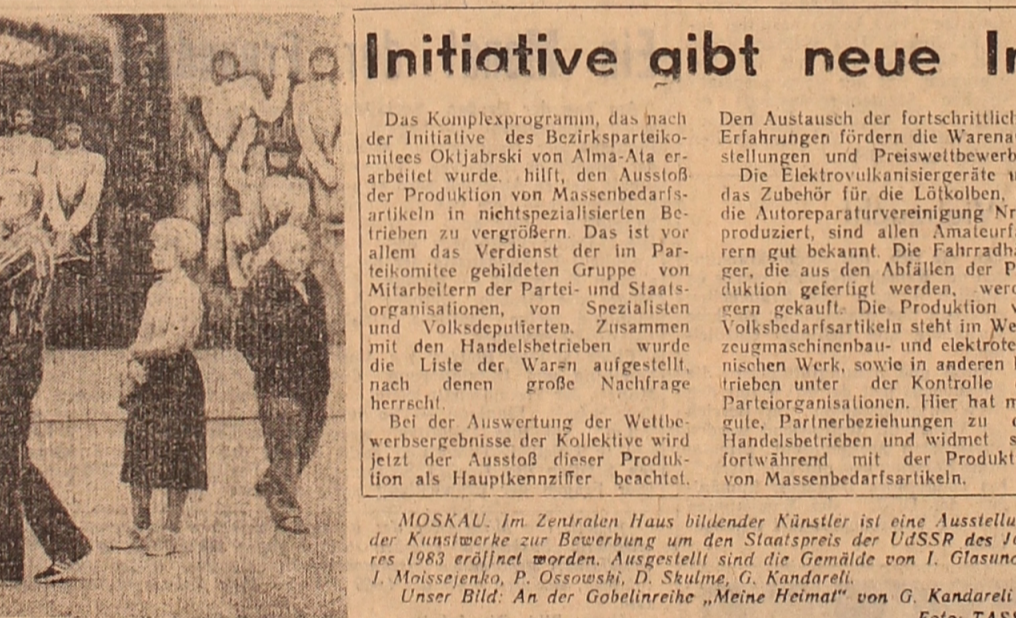 Initiative gibt neue
Das Komplexprogramm, das nach
der Initiative des Bezirksparteiko-
mitees Oktjabrski von Alma-Ata er-
arbeitet wurde, hilft, den Ausstoß
der Produktion von Massenbedarfs-
artikeln in nichtspezialisierten Be-
trieben zu vergrößern. Das ist vor
allem das Verdienst der im Par-
teikomitee gebildeten Gruppe von
Mitarbeitern der Partei- und Staats-
organisationen, von Spezialisten
und Volksdeputierten. Zusammen
mit den Handelsbetrieben wurde
die Liste der Waren aufgestellt,
nach denen große Nachfrage
herrscht.
Bei der Auswertung der Wettbe-
werbsergebnisse der Kollektive wird
jetzt der Ausstoß dieser Produk-
tion als Hauptkennziffer beachtet.
Den Austausch der fortschrittlich
Erfahrungen fördern die Warena
stellungen und Preiswettbewerb
Die Elektrovulkanisiergeräte u
das Zubehör für die Lötkolben,
die Autoreparaturvereinigung Nr
produziert, sind allen Amateurfa
rern gut bekannt. Die Fahrradha
ger, die aus den Abfällen der P
duktion gefertigt werden, werd
gern gekauft. Die Produktion v
Volksbedarfsartikeln steht im We
zeugmaschinenbau- und elektrote
nischen Werk, sowie in anderen
trieben unter der Kontrolle
Parteiorganisationen. Hier hat m
gute, Partnerbeziehungen zu d
Handelsbetrieben und widmet s
fortwährend mit der Produkt
von Massenbedarfsartikeln.
MOSKAU. Im Zentralen Haus bildender Künstler ist eine Ausstellu
der Kunstwerke zur Bewerbung um den Staatspreis der UdSSR des Ja
res 1983 eröffnet worden. Ausgestellt sind die Gemälde von I. Glasuno
J. Moissejenko, P. Ossowski, D. Skulme, G. Kandareli.
Unser Bild: An der Gobelinreihe „Meine Heimat“ von G. Kandareli
Foto: TASS